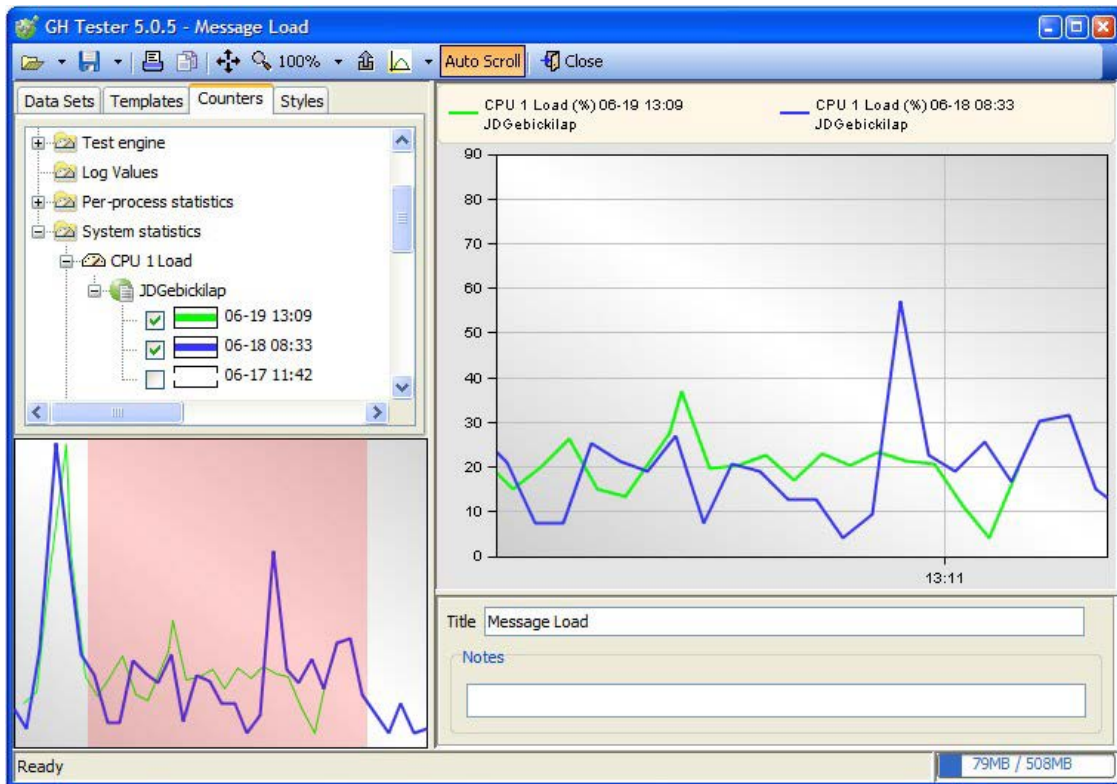 GH Tester 5.0.5 - Message Load
100% Auto Scroll Close
Data Sets Templates Counters Styles
Test engine
Log Values
Per-process statistics
System statistics
CPU 1 Load
JDGebickilap
06-19 13:09
06-18 08:33
06-17 11:42
CPU 1 Load (%) 06-19 13:09
JDGebickilap
CPU 1 Load (%) 06-18 08:33
JDGebickilap
90
80
70
60
50
40
30
20
10
0
13:11
Title Message Load
Notes
Ready
79MB / 508MB